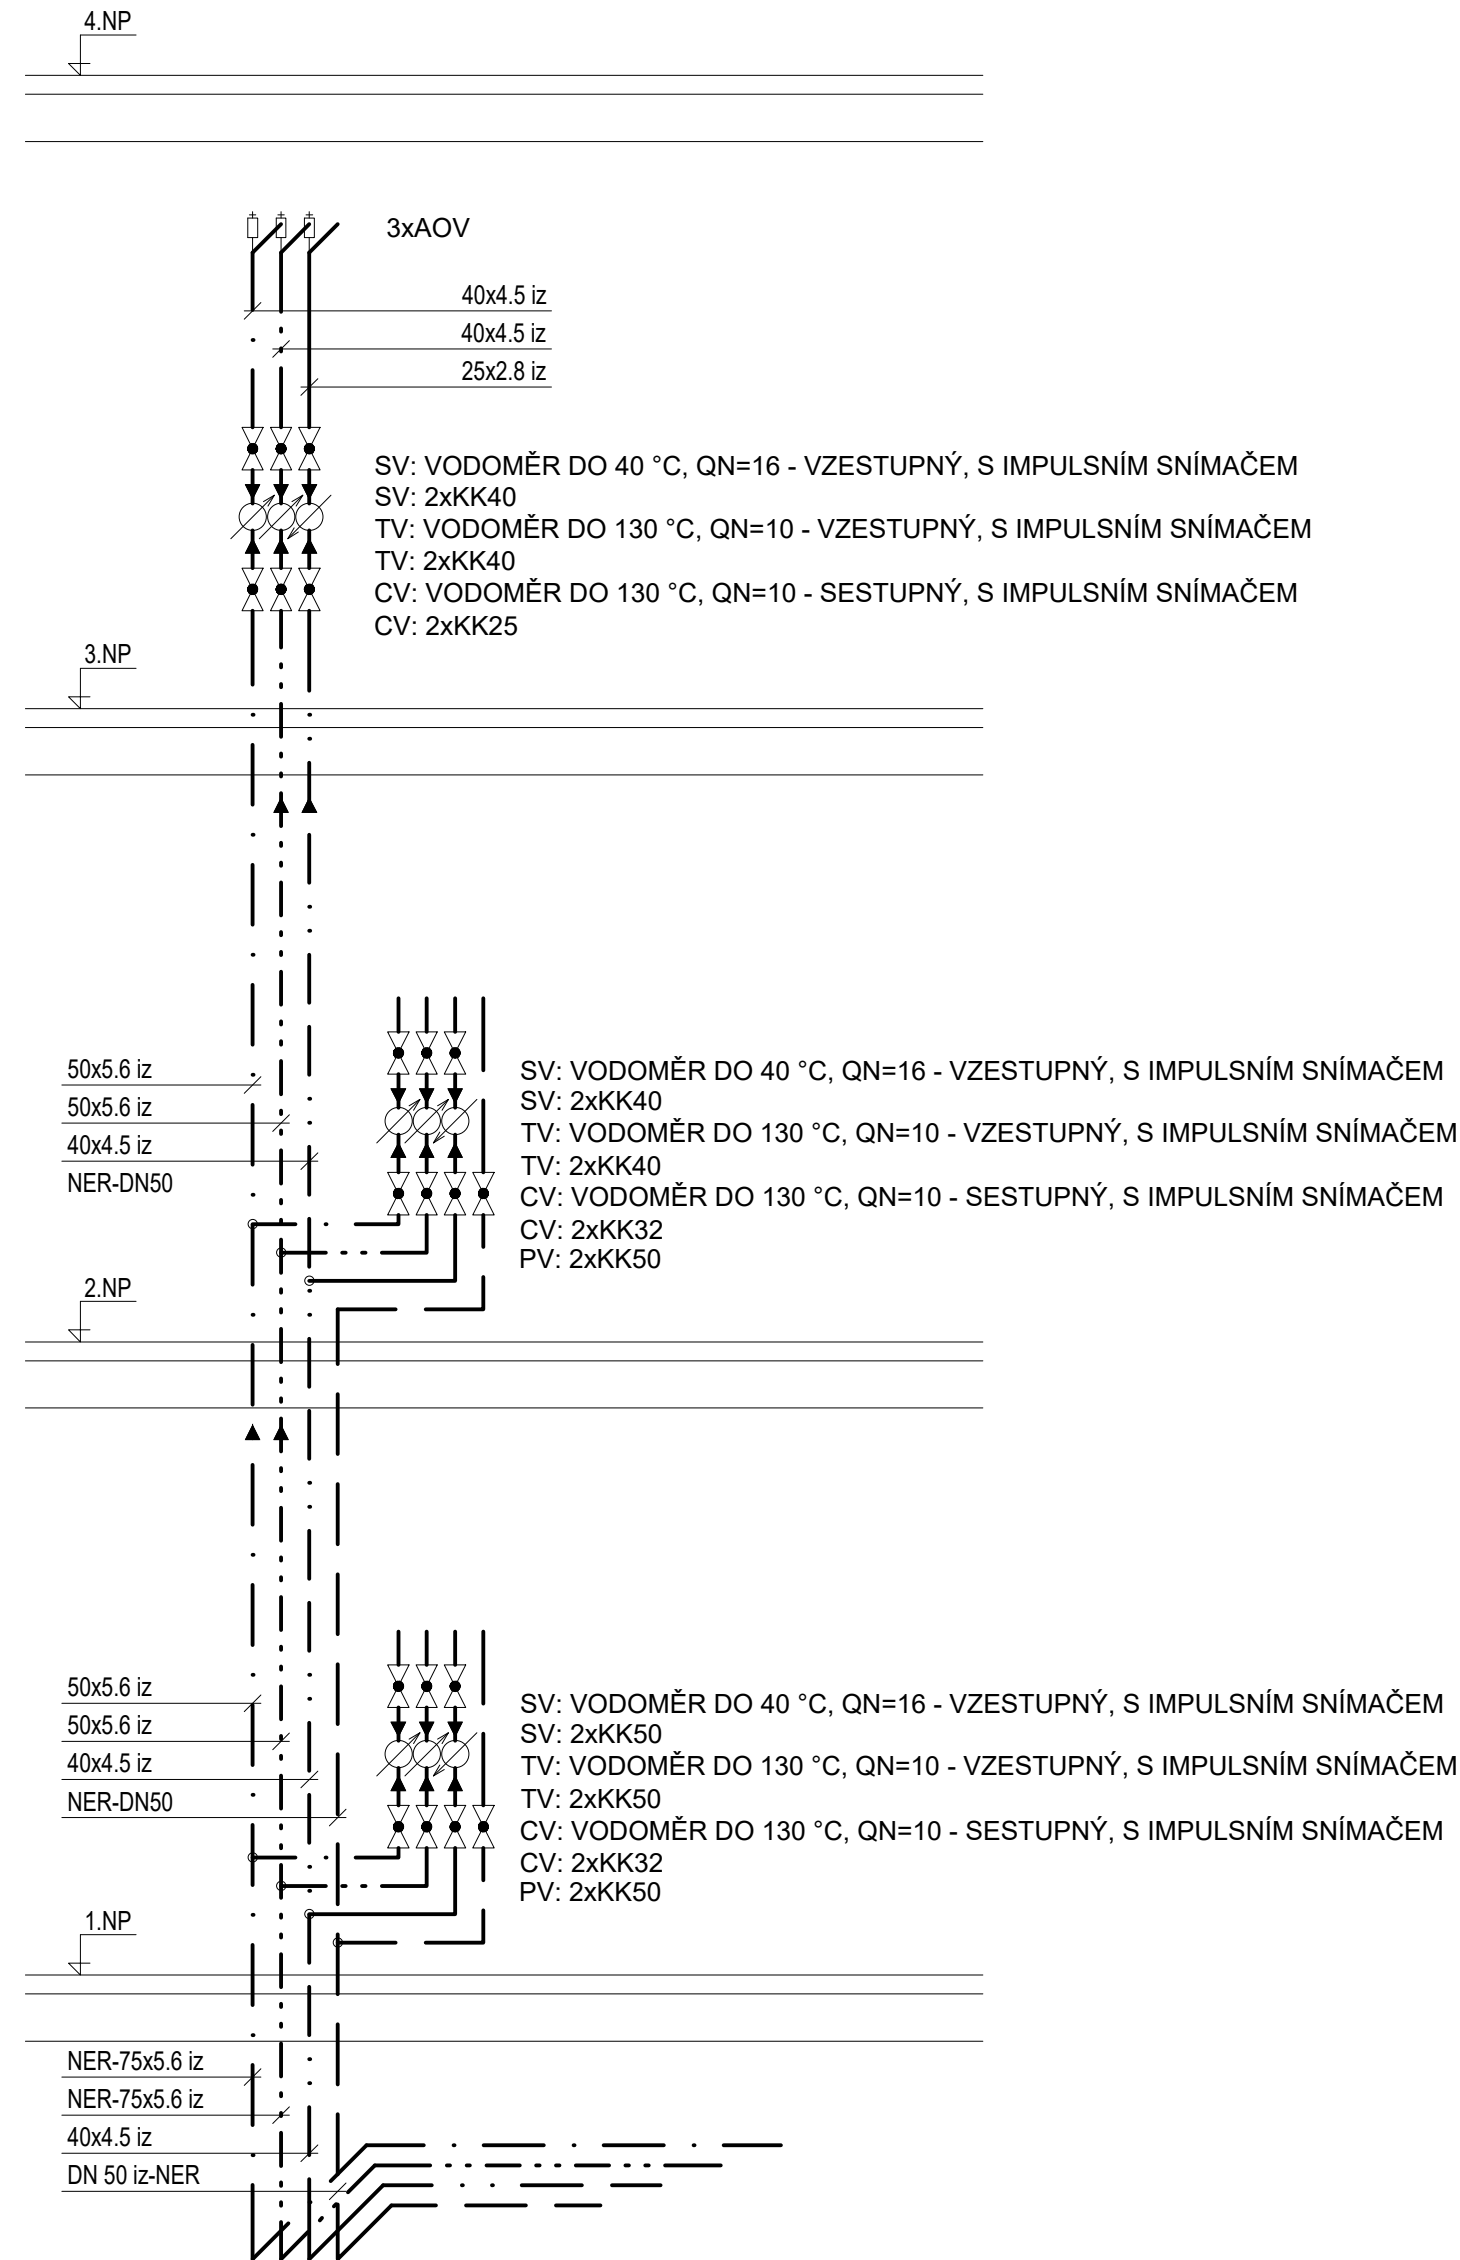 4.NP
3xAOV
40x4.5 iz
40x4.5 iz
25x2.8 iz
SV: VODOMĚR DO 40 °C, QN=16 - VZESTUPNÝ, S IMPULSNÍM SNÍMAČEM
SV: 2xKK40
TV: VODOMĚR DO 130 °C, QN=10 - VZESTUPNÝ, S IMPULSNÍM SNÍMAČEM
TV: 2xKK40
CV: VODOMĚR DO 130 °C, QN=10 - SESTUPNÝ, S IMPULSNÍM SNÍMAČEM
CV: 2xKK25
3.NP
50x5.6 iz
50x5.6 iz
40x4.5 iz
NER-DN50
SV: VODOMĚR DO 40 °C, QN=16 - VZESTUPNÝ, S IMPULSNÍM SNÍMAČEM
SV: 2xKK40
TV: VODOMĚR DO 130 °C, QN=10 - VZESTUPNÝ, S IMPULSNÍM SNÍMAČEM
TV: 2xKK40
CV: VODOMĚR DO 130 °C, QN=10 - SESTUPNÝ, S IMPULSNÍM SNÍMAČEM
CV: 2xKK32
PV: 2xKK50
2.NP
50x5.6 iz
50x5.6 iz
40x4.5 iz
NER-DN50
SV: VODOMĚR DO 40 °C, QN=16 - VZESTUPNÝ, S IMPULSNÍM SNÍMAČEM
SV: 2xKK50
TV: VODOMĚR DO 130 °C, QN=10 - VZESTUPNÝ, S IMPULSNÍM SNÍMAČEM
TV: 2xKK50
CV: VODOMĚR DO 130 °C, QN=10 - SESTUPNÝ, S IMPULSNÍM SNÍMAČEM
CV: 2xKK32
PV: 2xKK50
1.NP
NER-75x5.6 iz
NER-75x5.6 iz
40x4.5 iz
DN 50 iz-NER